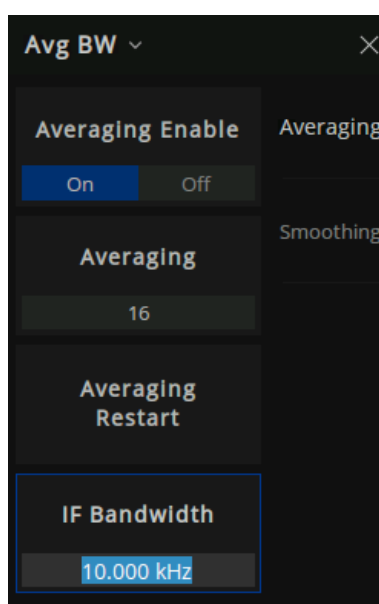 Avg BW
Averaging Enable
Averaging
On Off
Smoothing
Averaging
16
Averaging
Restart
IF Bandwidth
10.000 kHz